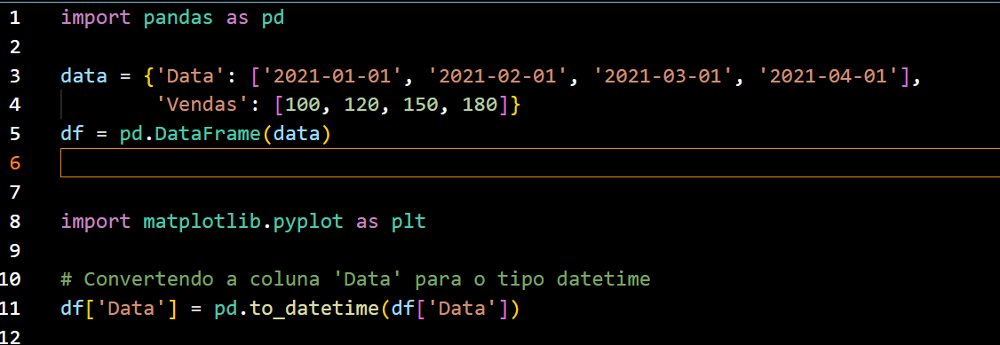 1 import pandas as pd
2
3 data = {'Data': ['2021-01-01', '2021-02-01', '2021-03-01', '2021-04-01'],
4         'Vendas': [100, 120, 150, 180]}
5 df = pd.DataFrame(data)
6
7
8 import matplotlib.pyplot as plt
9
10 # Convertendo a coluna 'Data' para o tipo datetime
11 df['Data'] = pd.to_datetime(df['Data'])
12